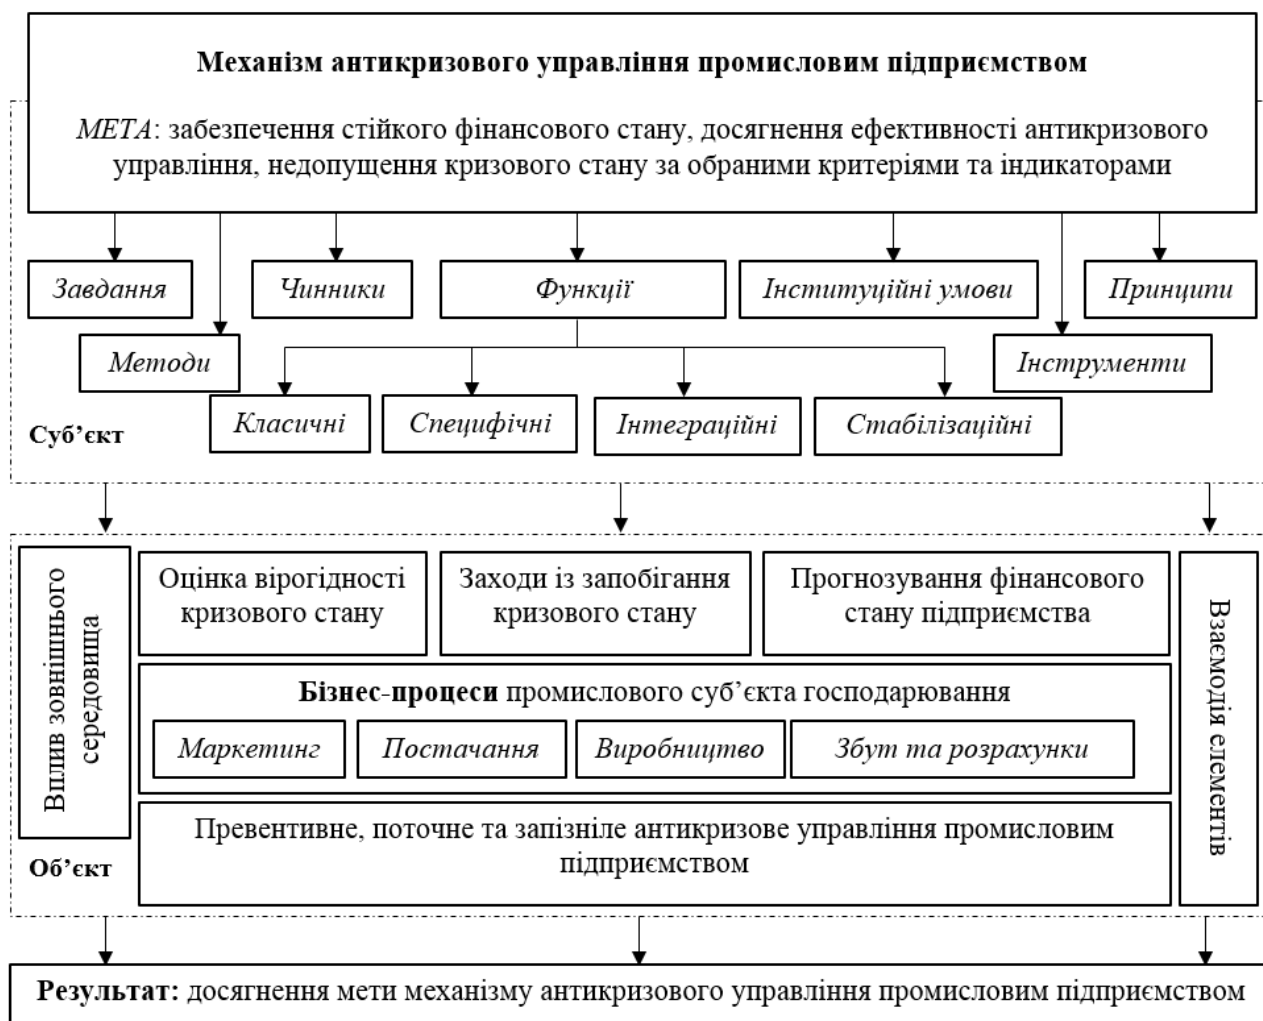 Механізм антикризового управління промисловим підприємством
МЕТА: забезпечення стійкого фінансового стану, досягнення ефективності антикризового
управління, недопущення кризового стану за обраними критеріями та індикаторами
Завдання
Чинники
Функції
Інституційні умови
Принципи
Методи
Інструменти
Класичні
Специфічні
Інтеграційні
Стабілізаційні
Суб’єкт
Вплив зовнішнього
середовища
Оцінка вірогідності
кризового стану
Заходи із запобігання
кризового стану
Прогнозування фінансового
стану підприємства
Взаємодія елементів
Бізнес-процеси промислового суб’єкта господарювання
Маркетинг
Постачання
Виробництво
Збут та розрахунки
Превентивне, поточне та запізніле антикризове управління промисловим
підприємством
Об’єкт
Результат: досягнення мети механізму антикризового управління промисловим підприємством